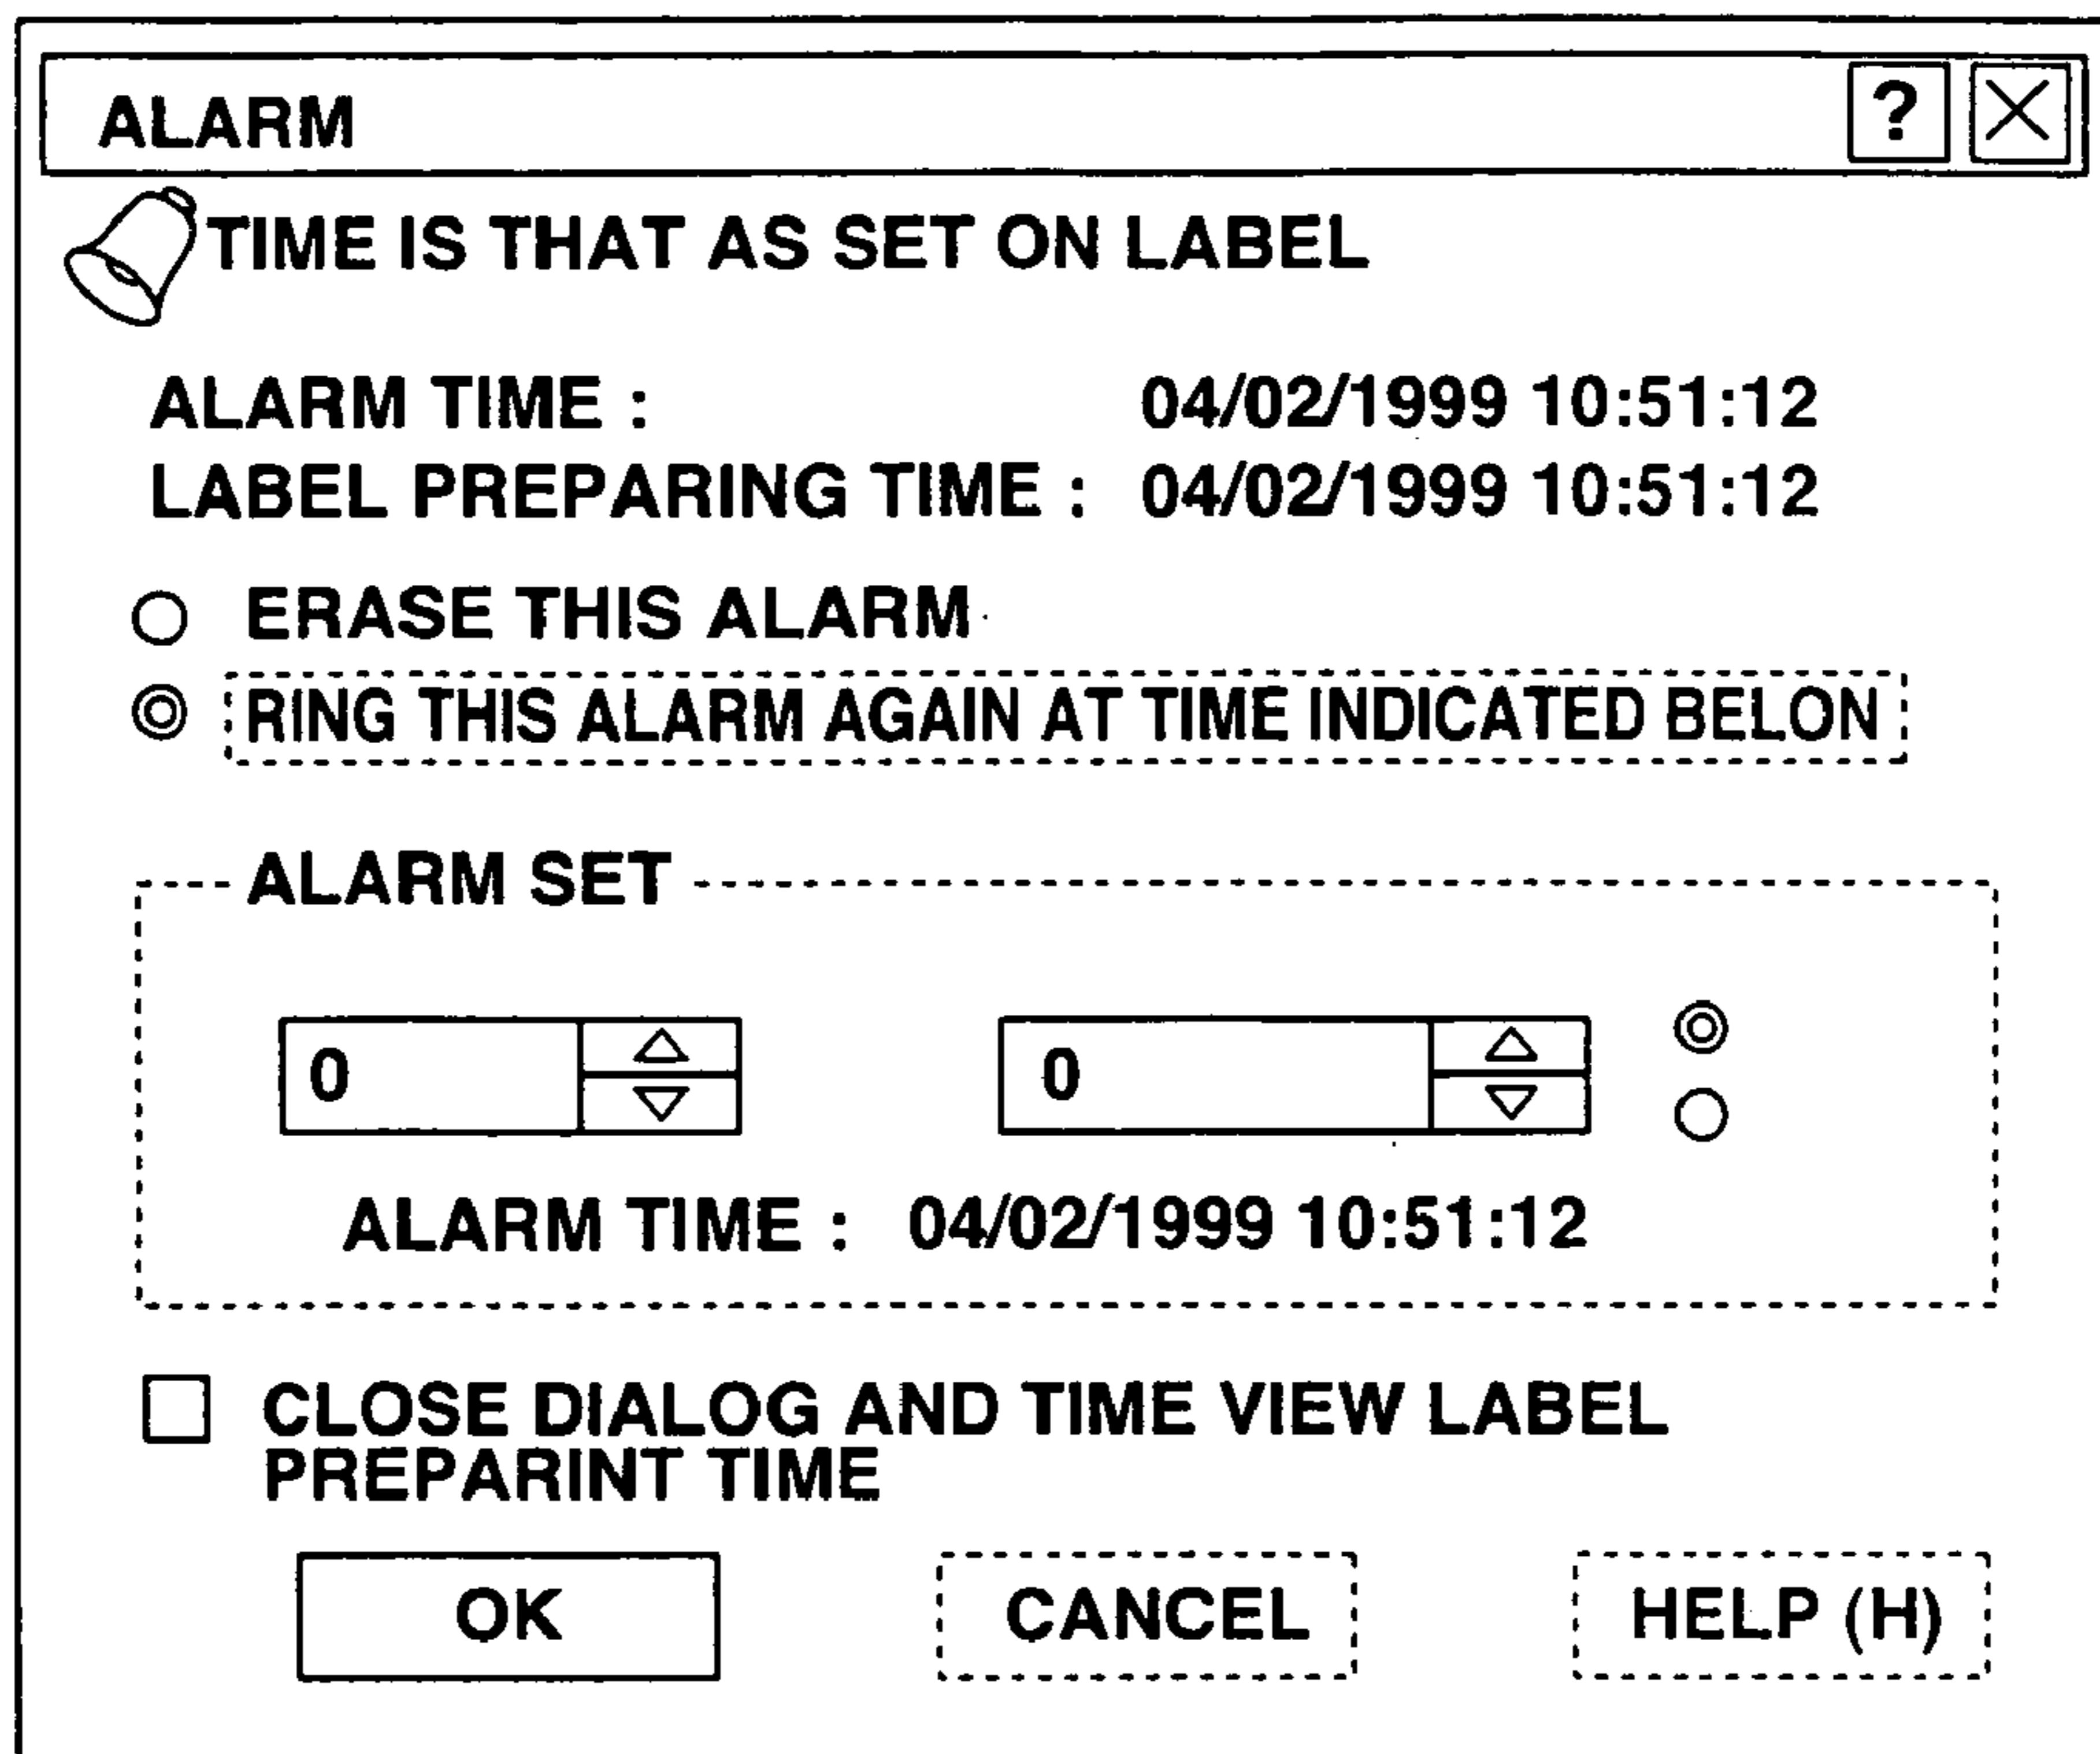 ALARM ?
TIME IS THAT AS SET ON LABEL
ALARM TIME : 04/02/1999 10:51:12
LABEL PREPARING TIME : 04/02/1999 10:51:12
ERASE THIS ALARM
RING THIS ALARM AGAIN AT TIME INDICATED BELON
ALARM SET
0 0
ALARM TIME : 04/02/1999 10:51:12
CLOSE DIALOG AND TIME VIEW LABEL
PREPARINT TIME
OK CANCEL HELP (H)